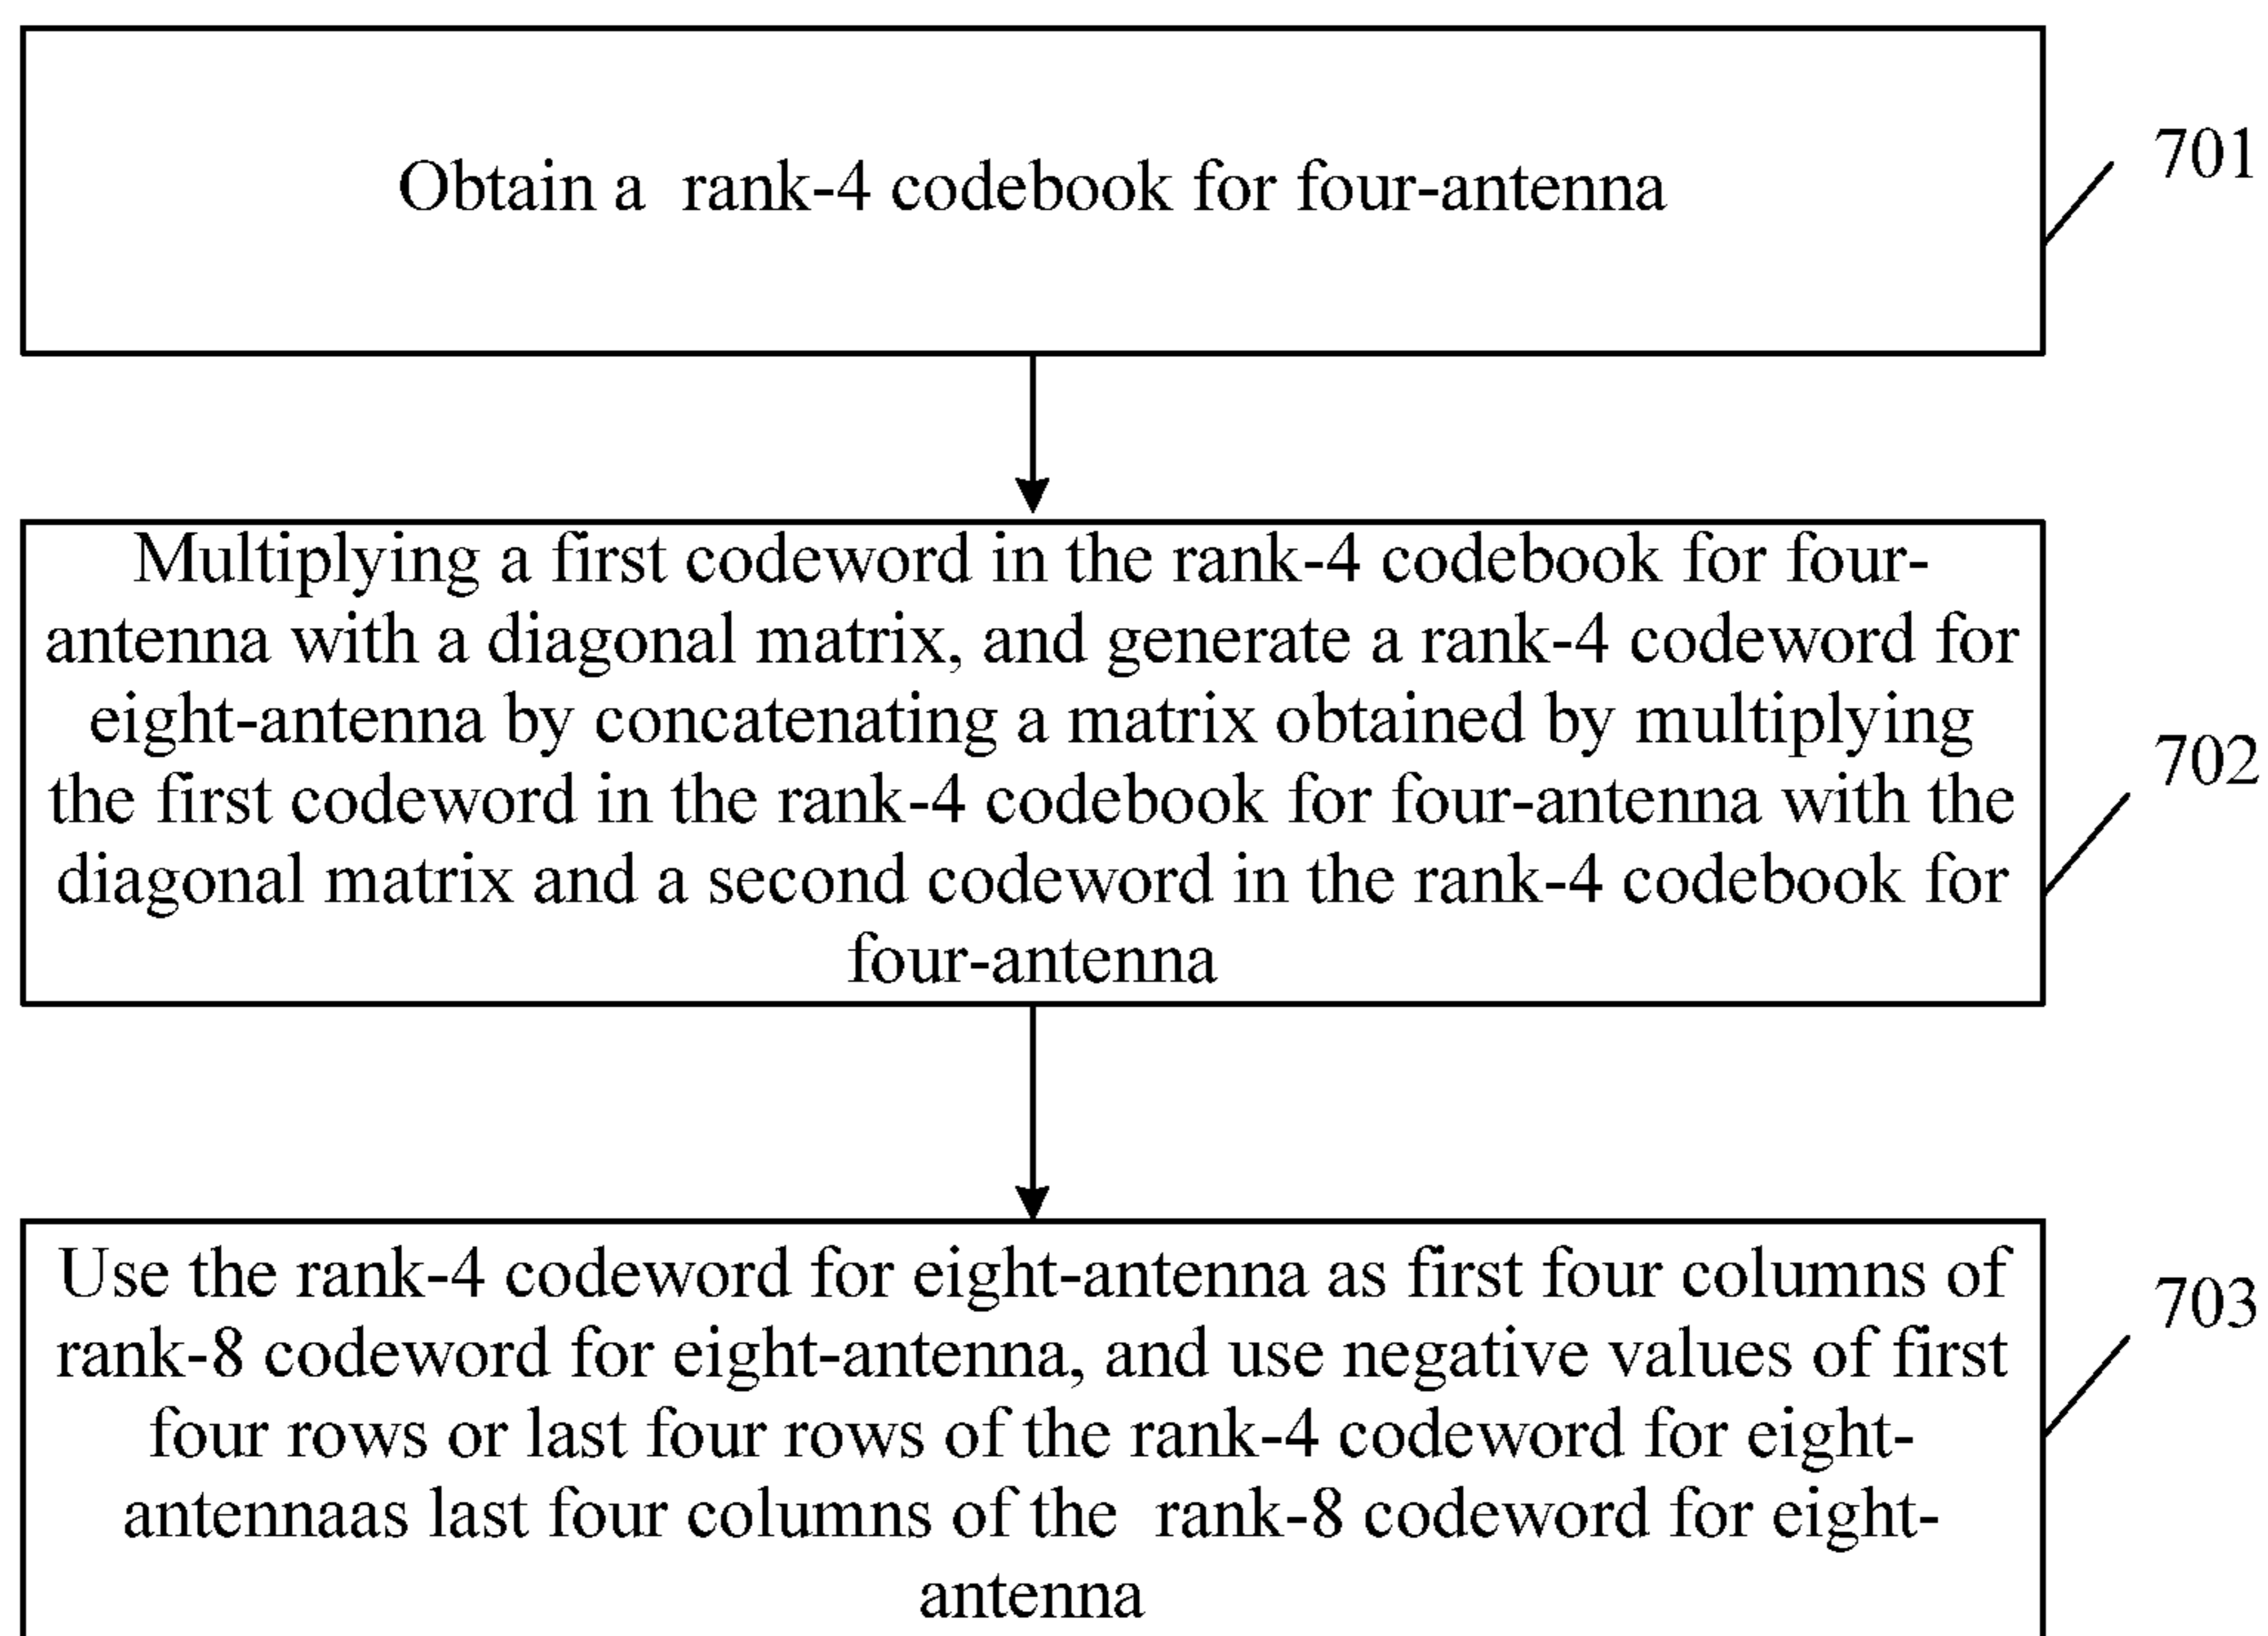 Obtain a rank-4 codebook for four-antenna
701
Multiplying a first codeword in the rank-4 codebook for four-
antenna with a diagonal matrix, and generate a rank-4 codeword for
eight-antenna by concatenating a matrix obtained by multiplying
the first codeword in the rank-4 codebook for four-antenna with the
diagonal matrix and a second codeword in the rank-4 codebook for
four-antenna
702
Use the rank-4 codeword for eight-antenna as first four columns of
rank-8 codeword for eight-antenna, and use negative values of first
four rows or last four rows of the rank-4 codeword for eight-
antennaas last four columns of the rank-8 codeword for eight-
antenna
703